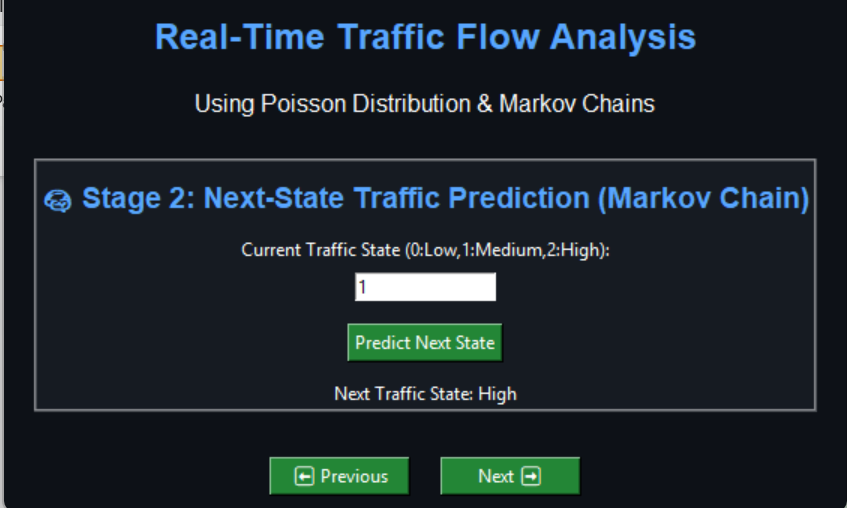 Real-Time Traffic Flow Analysis
Using Poisson Distribution & Markov Chains
Stage 2: Next-State Traffic Prediction (Markov Chain)
Current Traffic State (0:Low,1:Medium,2:High):
1
Predict Next State
Next Traffic State: High
Previous
Next